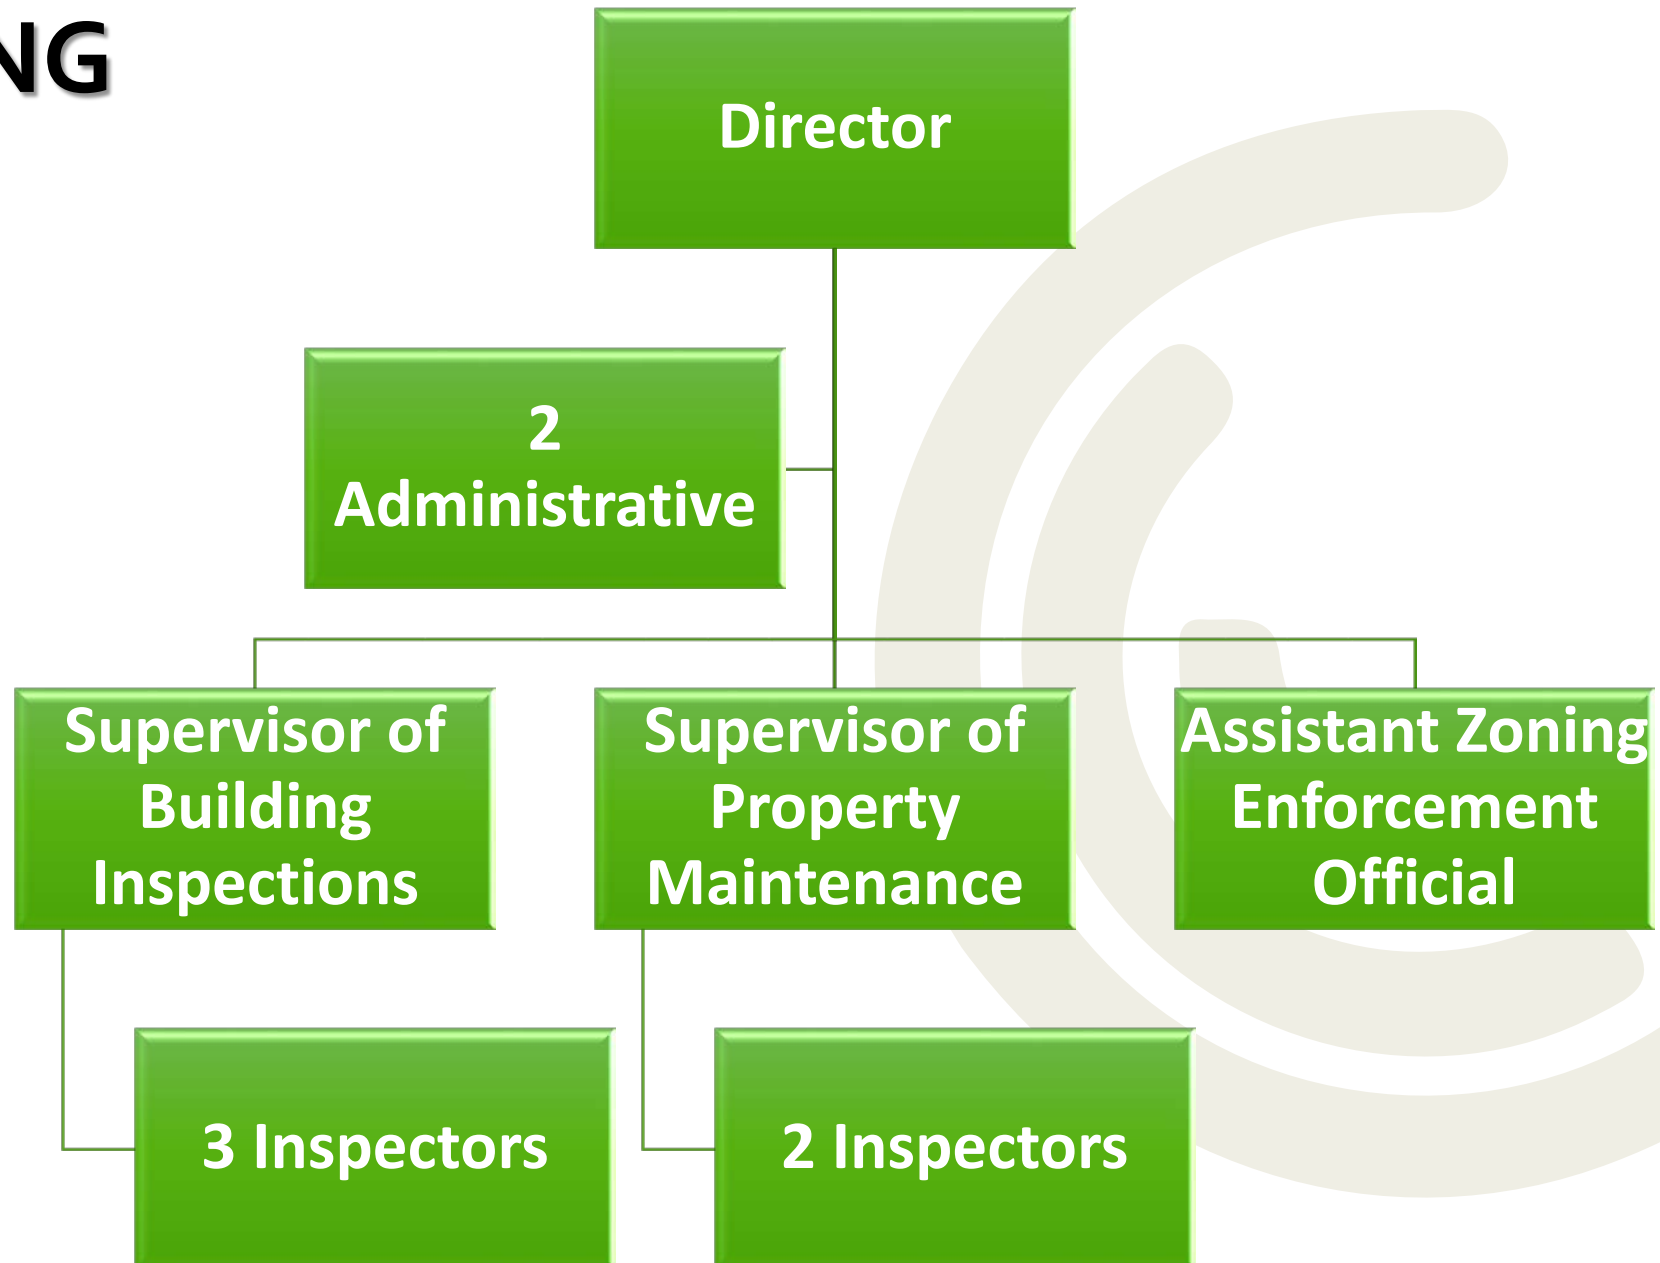 NG
Director
2
Administrative
Supervisor of
Building
Inspections
Supervisor of
Property
Maintenance
Assistant Zoning
Enforcement
Official
3 Inspectors
2 Inspectors